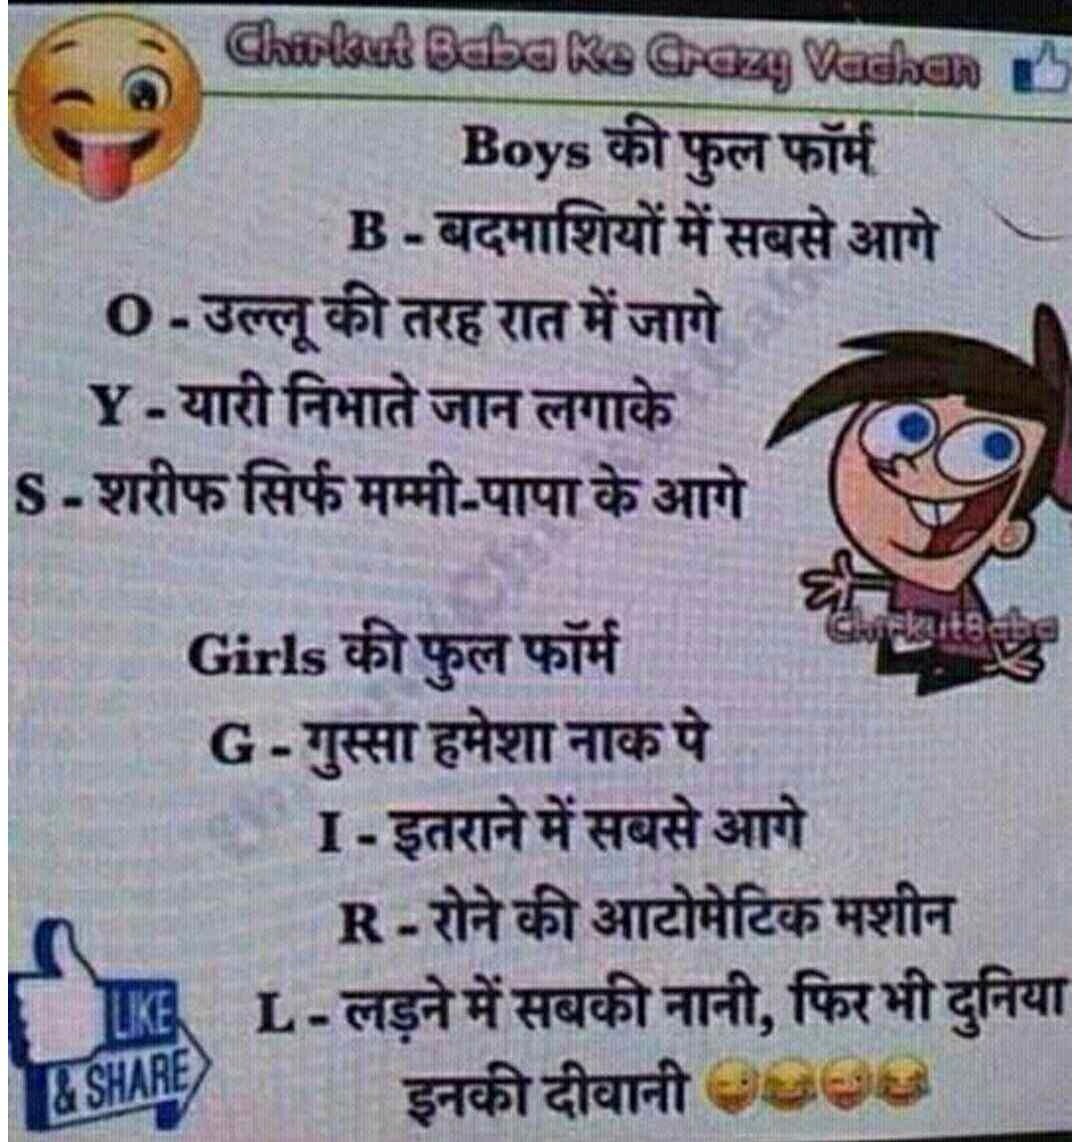 Chirkut Baba Ke Crazy Vachan
Boys की फुल फॉर्म
B - बदमाशियों में सबसे आगे
O - उल्लू की तरह रात में जागे
Y - यारी निभाते जान लगाके
S - शरीफ सिर्फ मम्मी-पापा के आगे
ChirkutBaba
Girls की फुल फॉर्म
G - गुस्सा हमेशा नाक पे
I - इतराने में सबसे आगे
R - रोने की आटोमेटिक मशीन
L - लड़ने में सबकी नानी, फिर भी दुनिया
इनकी दीवानी 😜😂😜😂
LIKE
& SHARE